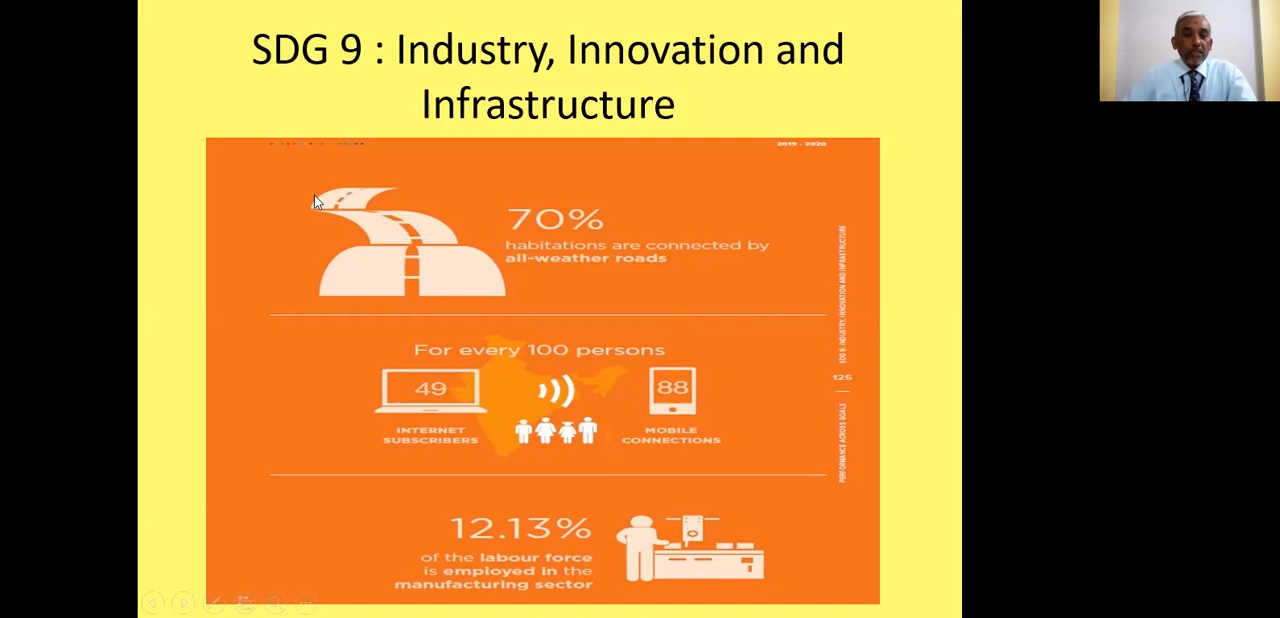 SDG 9 : Industry, Innovation and
Infrastructure
2019 - 2020
70%
habitations are connected by
all-weather roads
For every 100 persons
49
88
INTERNET
SUBSCRIBERS
MOBILE
CONNECTIONS
12.13%
of the labour force
is employed in the
manufacturing sector
SDG 9: INDUSTRY, INNOVATION AND INFRASTRUCTURE
125
PERFORMANCE ACROSS GOALS